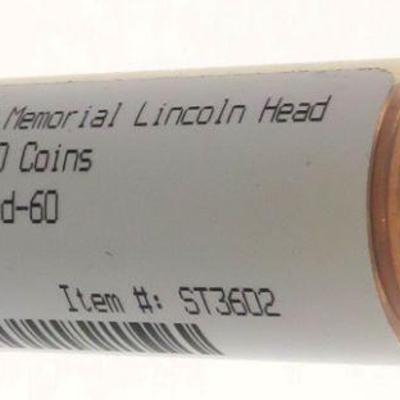 Memorial Lincoln Head
0 Coins
d-60
Item #: ST3602